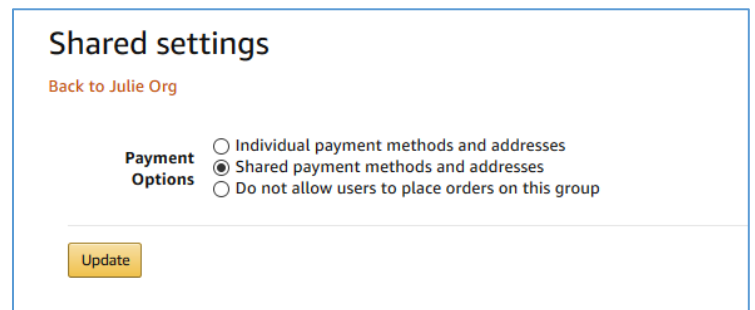 Shared settings
Back to Julie Org
Payment Options
Individual payment methods and addresses
Shared payment methods and addresses
Do not allow users to place orders on this group
Update